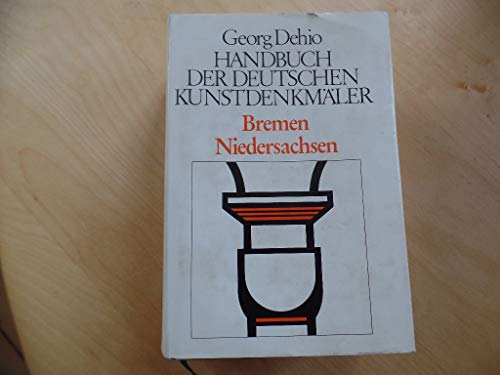 Georg Dehio
HANDBUCH
DER DEUTSCHEN
KUNSTDENKMÄLER
Bremen
Niedersachsen